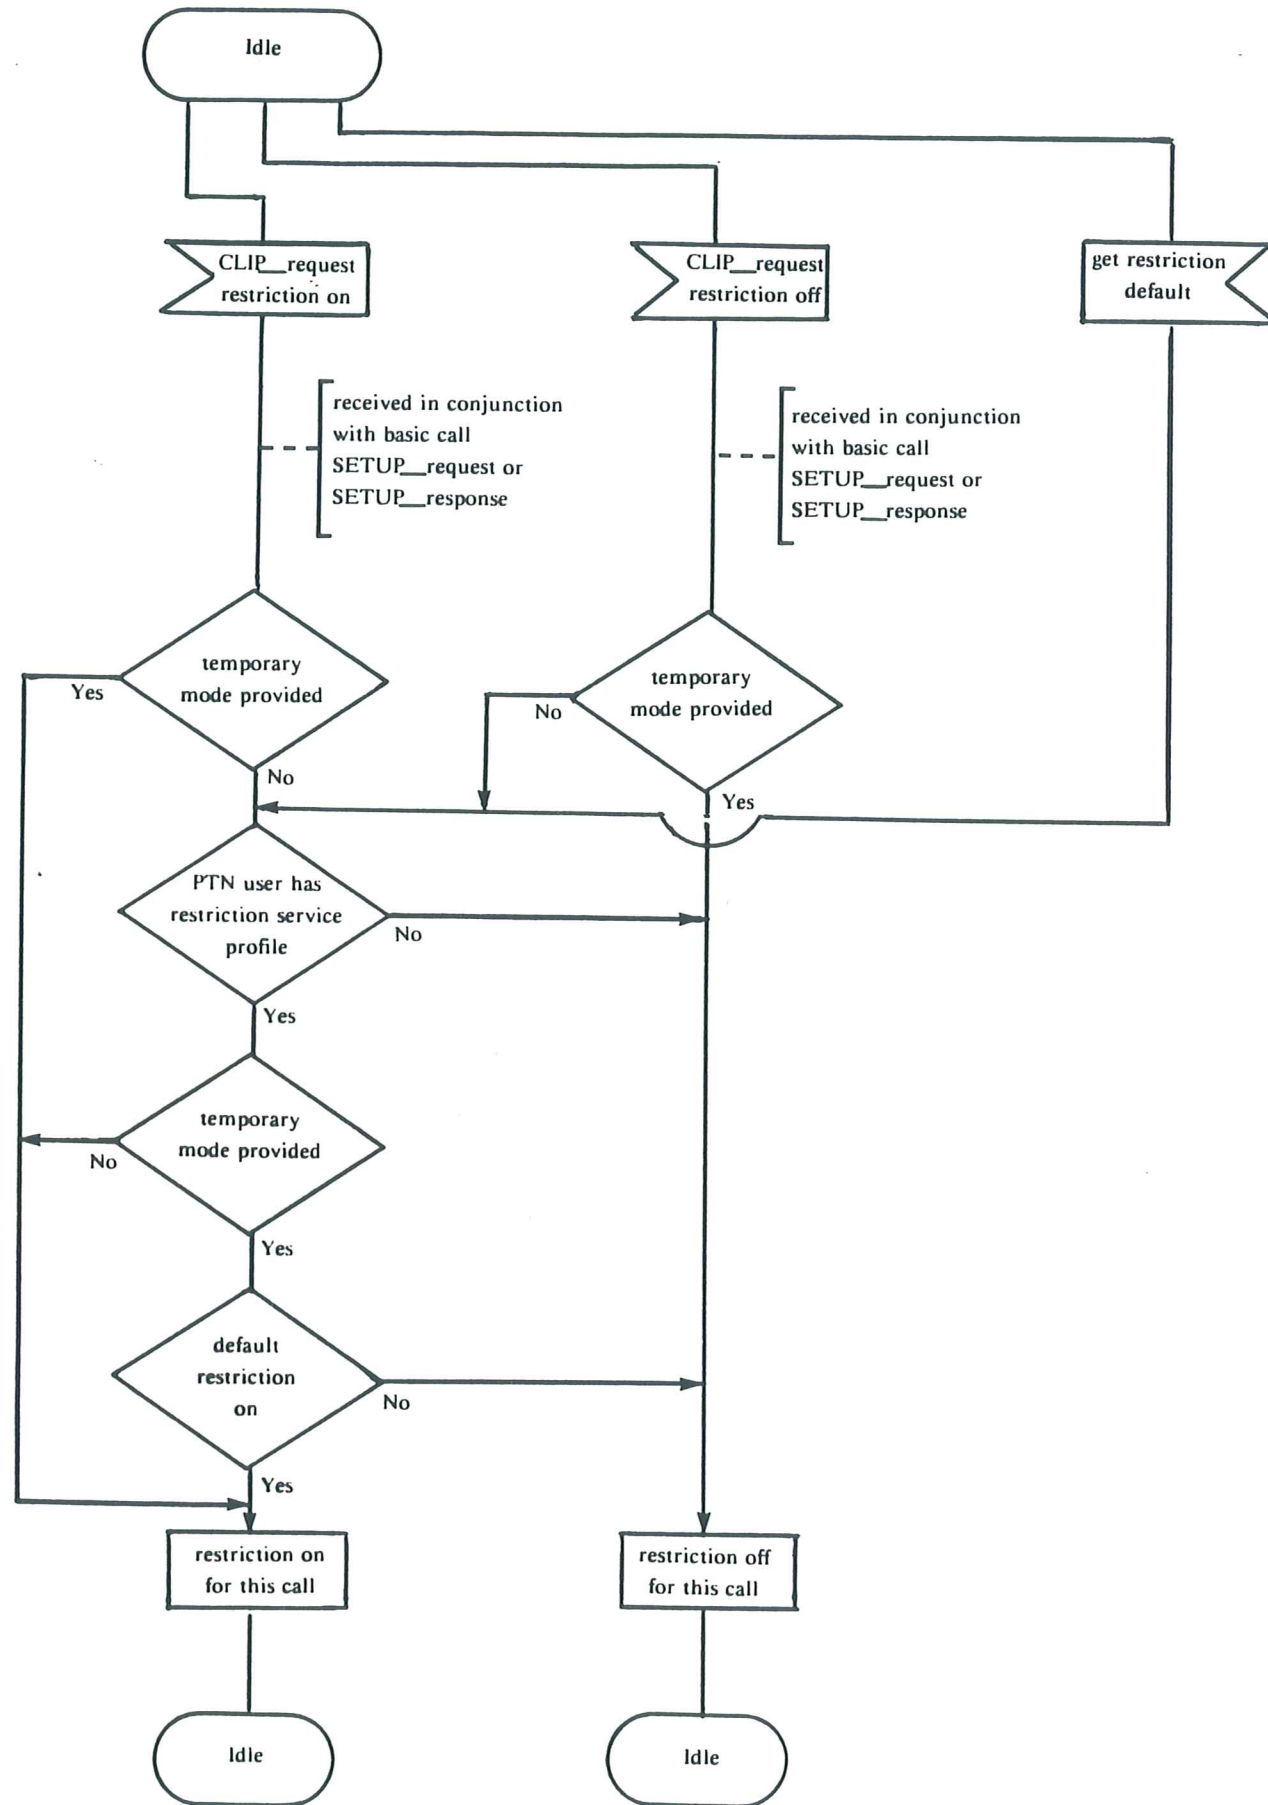 Idle
CLIP__request
restriction on
CLIP__request
restriction off
get restriction
default
received in conjunction
with basic call
SETUP__request or
SETUP__response
received in conjunction
with basic call
SETUP__request or
SETUP__response
temporary
mode provided
Yes
No
temporary
mode provided
No
Yes
PTN user has
restriction service
profile
No
Yes
temporary
mode provided
No
Yes
default
restriction
on
No
Yes
restriction on
for this call
restriction off
for this call
Idle
Idle